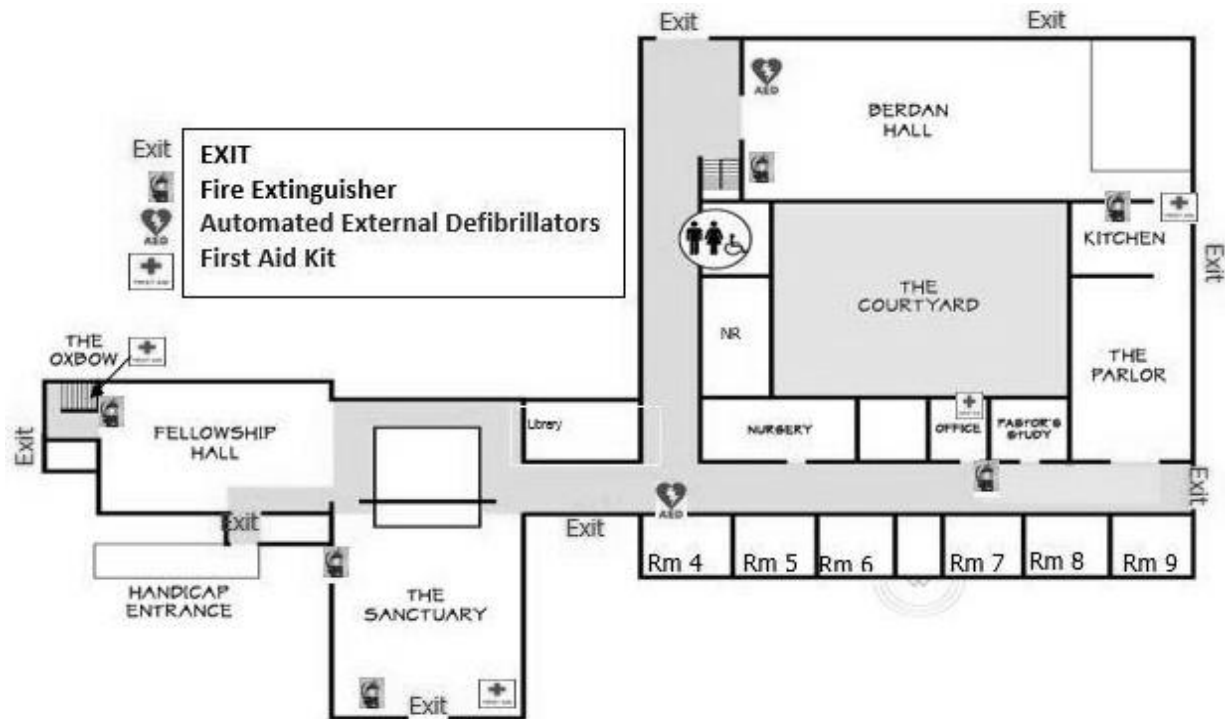 Exit
Exit
AED
BERDAN
HALL
Exit
EXIT
Fire Extinguisher
AED
Automated External Defibrillators
First Aid Kit
KITCHEN
Exit
THE
COURTYARD
NR
THE
OXBOW
THE
PARLOR
Library
NURSERY
OFFICE
PASTOR'S
STUDY
FELLOWSHIP
HALL
Exit
Exit
AED
Exit
Exit
Rm 4
Rm 5
Rm 6
Rm 7
Rm 8
Rm 9
HANDICAP
ENTRANCE
THE
SANCTUARY
Exit